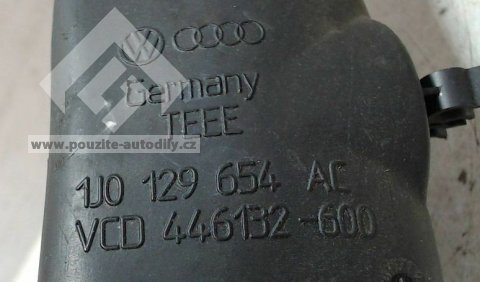 Germany
TEEE
www.pouzite-autodily.cz
1J0 129 654 AC
VCD 446132-600